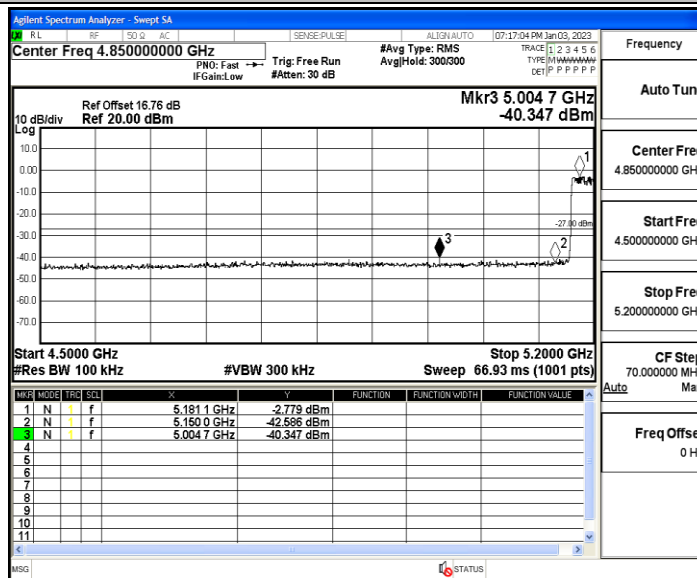 Agilent Spectrum Analyzer - Swept SA
RL RF 50 Ω AC SENSE:PULSE ALIGN AUTO 07:17:04 PM Jan 03, 2023
Center Freq 4.850000000 GHz
PNO: Fast
IFGain:Low
Trig: Free Run
#Atten: 30 dB
#Avg Type: RMS
Avg|Hold: 300/300
TRACE 1 2 3 4 5 6
TYPE M
DET P P P P P P
Ref Offset 16.76 dB
Ref 20.00 dBm
10 dB/div
Log
Mkr3 5.004 7 GHz
-40.347 dBm
10.0
0.00
-10.0
-20.0
-30.0
-40.0
-50.0
-60.0
-70.0
1
-27.00 dBm
3
2
Start 4.5000 GHz
Stop 5.2000 GHz
#Res BW 100 kHz
#VBW 300 kHz
Sweep 66.93 ms (1001 pts)
MKR MODE TRC SCL X Y FUNCTION FUNCTION WIDTH FUNCTION VALUE
1 N 1 f 5.181 1 GHz -2.779 dBm
2 N 1 f 5.150 0 GHz -42.586 dBm
3 N 1 f 5.004 7 GHz -40.347 dBm
4
5
6
7
8
9
10
11
MSG
STATUS
Frequency
Auto Tun
Center Fre
4.850000000 GH
Start Fre
4.500000000 GH
Stop Fre
5.200000000 GH
CF Step
70.000000 MH
Auto Ma
Freq Offse
0 H